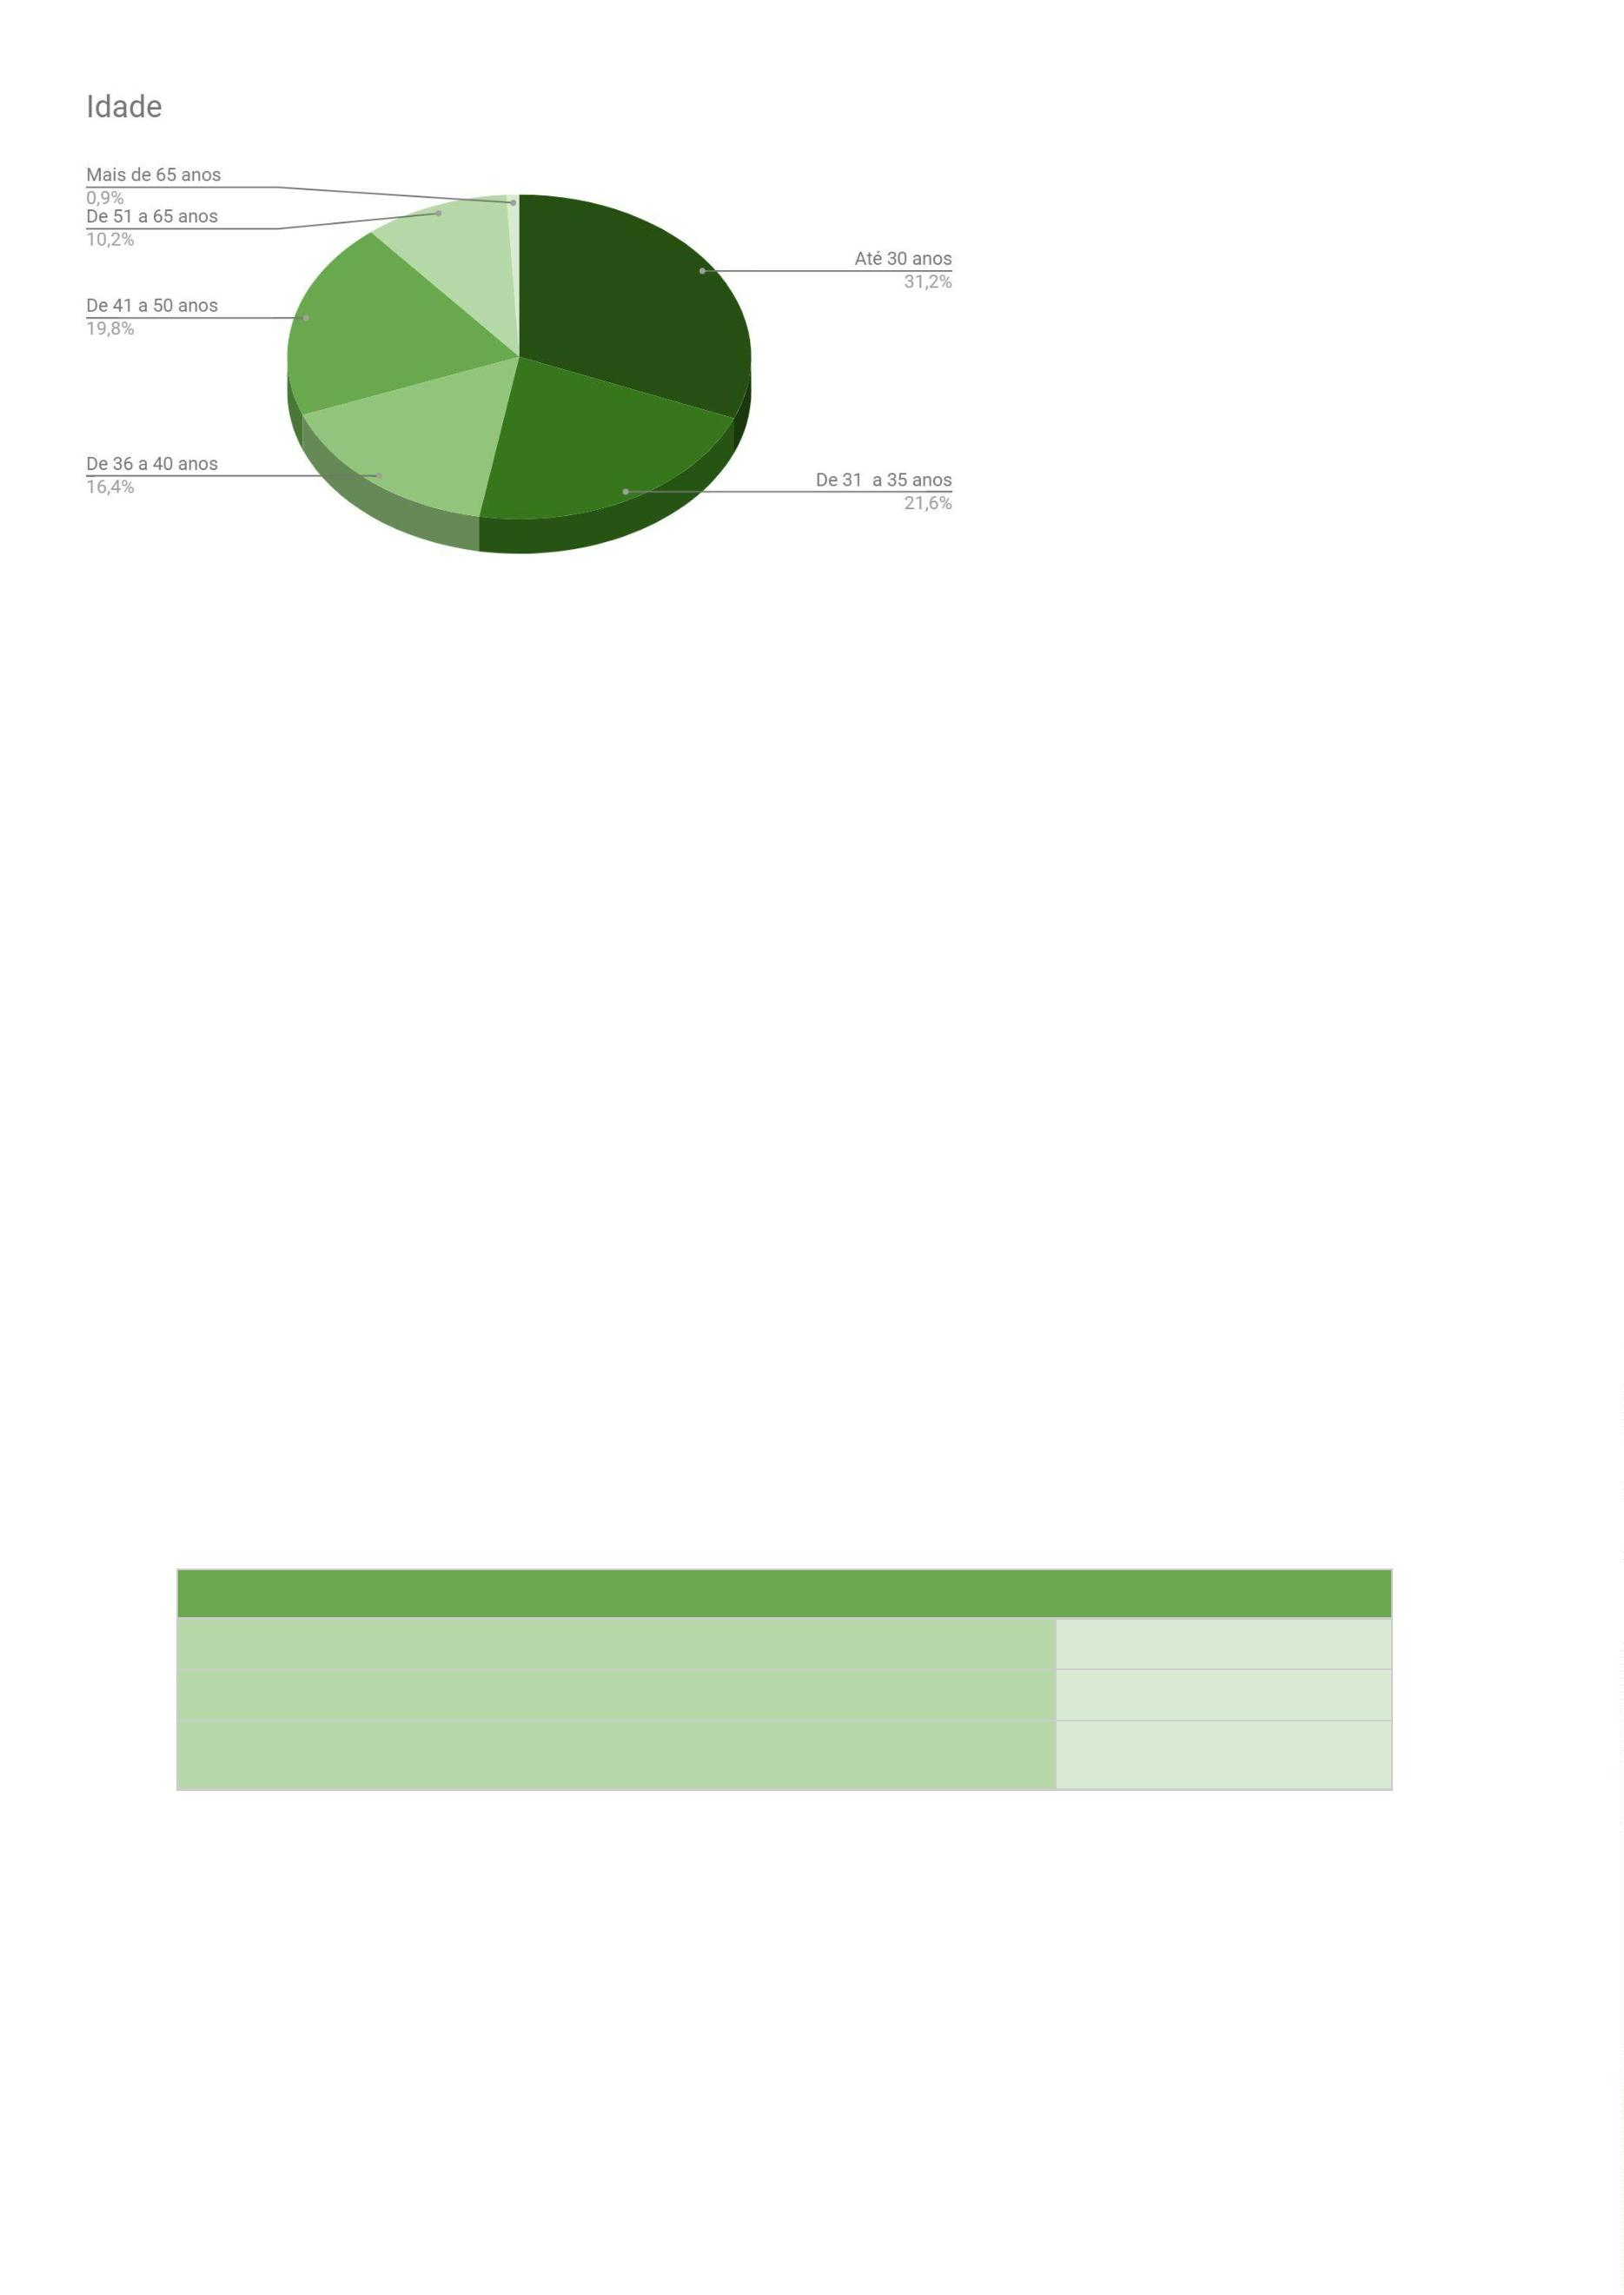 Idade
Mais de 65 anos
0,9%
De 51 a 65 anos
10,2%
Até 30 anos
31,2%
De 41 a 50 anos
19,8%
De 36 a 40 anos
16,4%
De 31  a 35 anos
21,6%